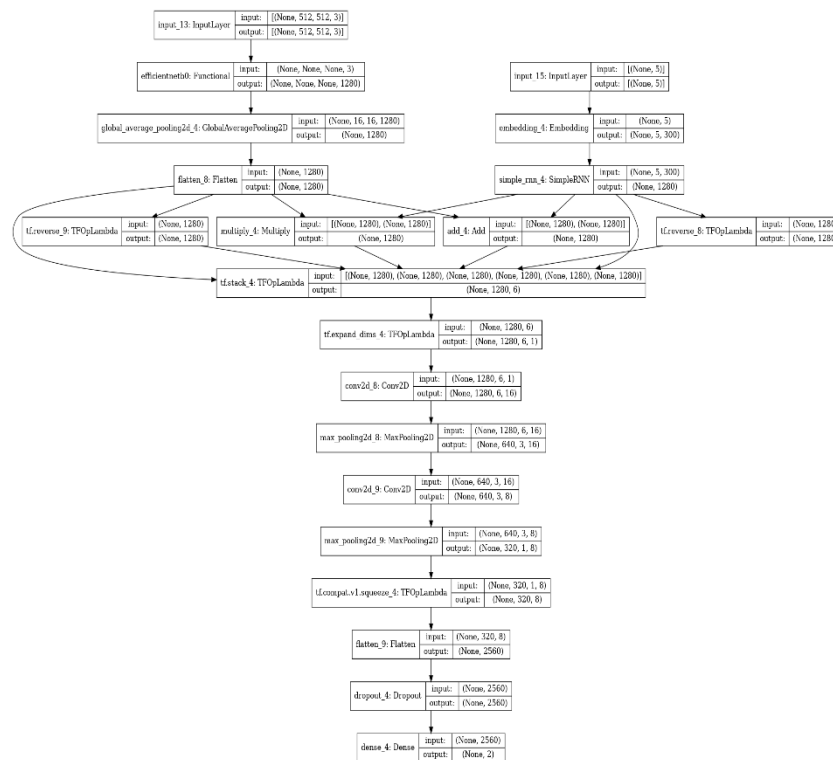 input_13: InputLayer input: [(None, 512, 512, 3)]
output: [(None, 512, 512, 3)]
efficientnetb0: Functional input: (None, None, None, 3)
output: (None, None, None, 1280)
input_15: InputLayer input: [(None, 5)]
output: [(None, 5)]
global_average_pooling2d_4: GlobalAveragePooling2D input: (None, 16, 16, 1280)
output: (None, 1280)
embedding_4: Embedding input: (None, 5)
output: (None, 5, 300)
flatten_8: Flatten input: (None, 1280)
output: (None, 1280)
simple_rnn_4: SimpleRNN input: (None, 5, 300)
output: (None, 1280)
tf.reverse_9: TFOpLambda input: (None, 1280)
output: (None, 1280)
multiply_4: Multiply input: [(None, 1280), (None, 1280)]
output: (None, 1280)
add_4: Add input: [(None, 1280), (None, 1280)]
output: (None, 1280)
tf.reverse_8: TFOpLambda input: (None, 1280
output: (None, 1280
tf.stack_4: TFOpLambda input: [(None, 1280), (None, 1280), (None, 1280), (None, 1280), (None, 1280), (None, 1280)]
output: (None, 1280, 6)
tf.expand_dims_4: TFOpLambda input: (None, 1280, 6)
output: (None, 1280, 6, 1)
conv2d_8: Conv2D input: (None, 1280, 6, 1)
output: (None, 1280, 6, 16)
max_pooling2d_8: MaxPooling2D input: (None, 1280, 6, 16)
output: (None, 640, 3, 16)
conv2d_9: Conv2D input: (None, 640, 3, 16)
output: (None, 640, 3, 8)
max_pooling2d_9: MaxPooling2D input: (None, 640, 3, 8)
output: (None, 320, 1, 8)
tf.compat.v1.squeeze_4: TFOpLambda input: (None, 320, 1, 8)
output: (None, 320, 8)
flatten_9: Flatten input: (None, 320, 8)
output: (None, 2560)
dropout_4: Dropout input: (None, 2560)
output: (None, 2560)
dense_4: Dense input: (None, 2560)
output: (None, 2)